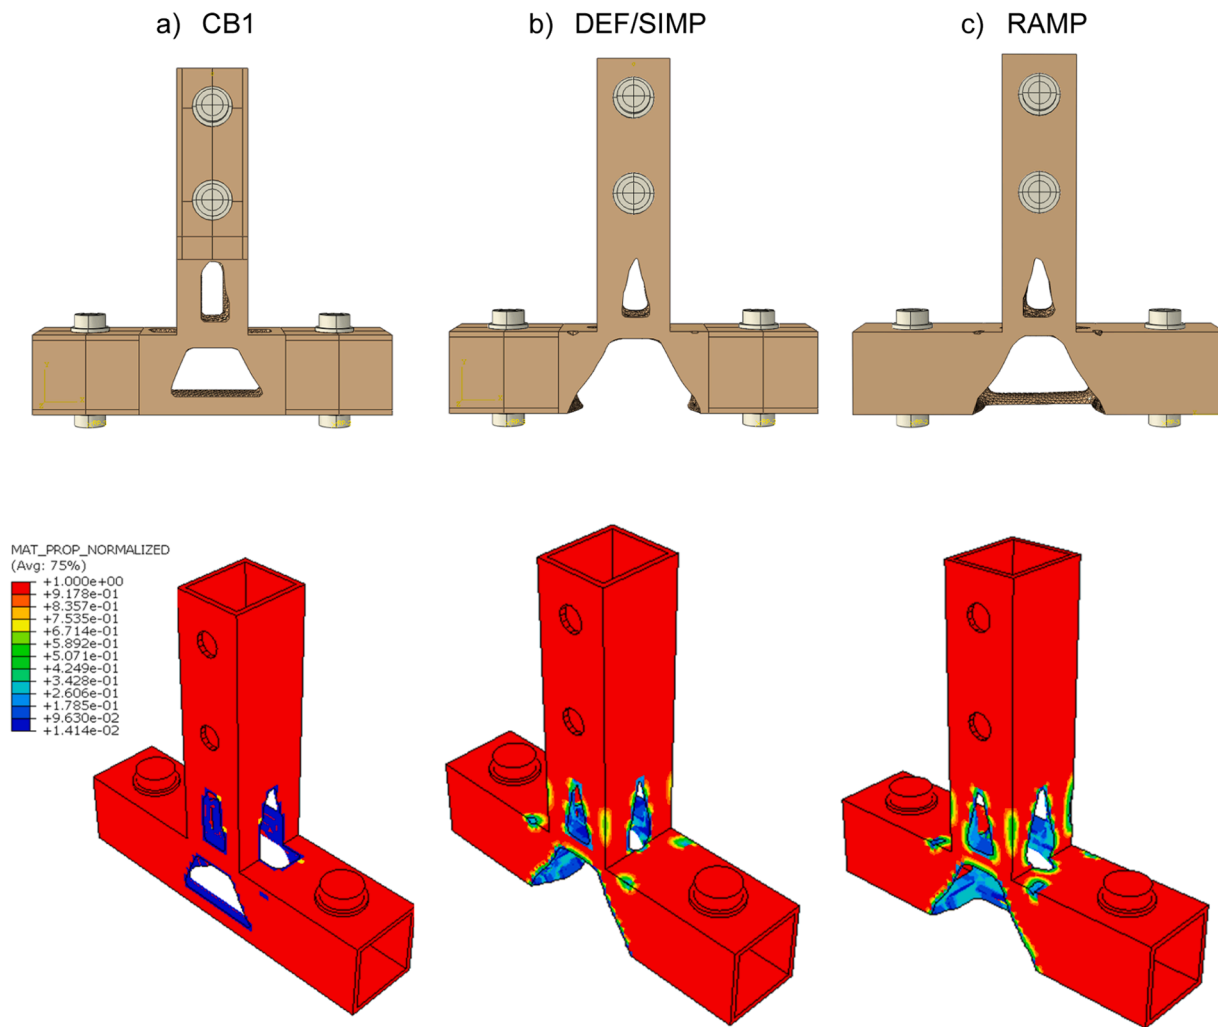 a) CB1
b) DEF/SIMP
c) RAMP
MAT_PROP_NORMALIZED
(Avg: 75%)
+1.000e+00
+9.178e-01
+8.357e-01
+7.535e-01
+6.714e-01
+5.892e-01
+5.071e-01
+4.249e-01
+3.428e-01
+2.606e-01
+1.785e-01
+9.630e-02
+1.414e-02